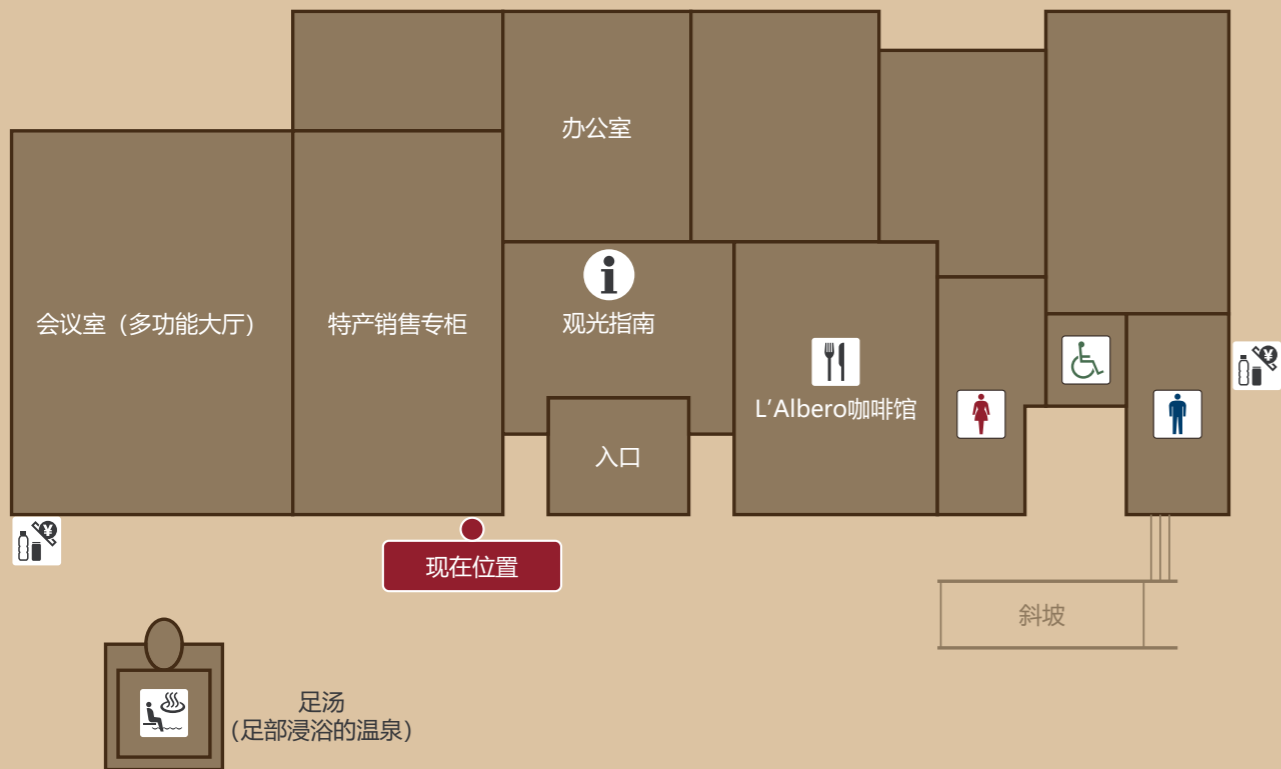 办公室
会议室（多功能大厅）
特产销售专柜
i
观光指南
L'Albero咖啡馆
入口
¥
¥
现在位置
斜坡
足汤
（足部浸浴的温泉）